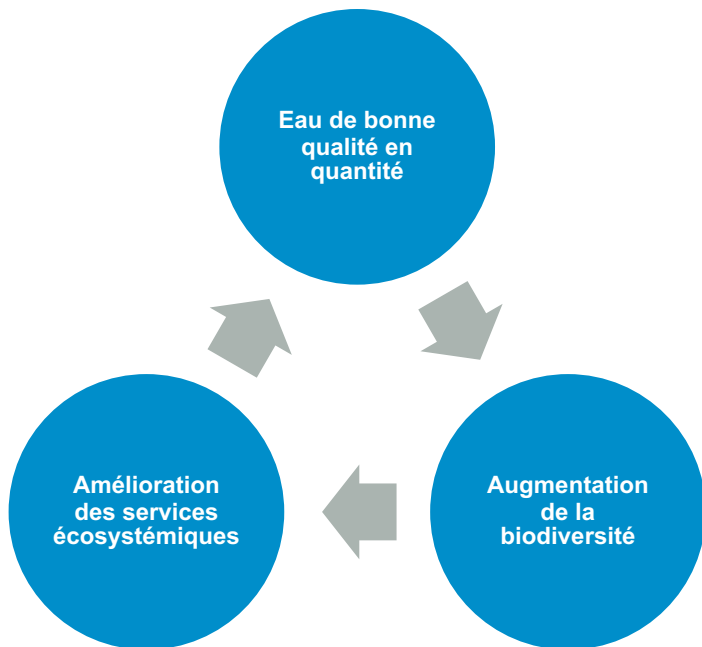 Eau de bonne
qualité en
quantité
Augmentation
de la
biodiversité
Amélioration
des services
écosystémiques